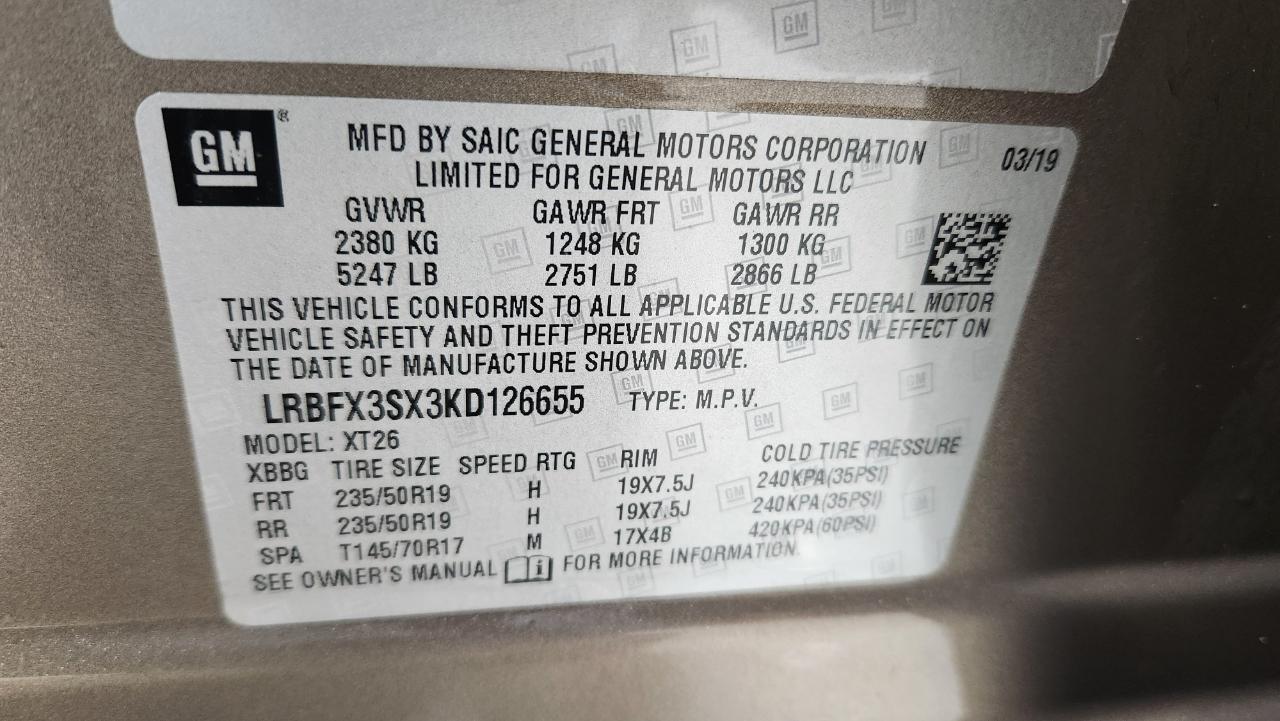 GM®
MFD BY SAIC GENERAL MOTORS CORPORATION 03/19
LIMITED FOR GENERAL MOTORS LLC
GVWR GAWR FRT GAWR RR
2380 KG 1248 KG 1300 KG
5247 LB 2751 LB 2866 LB
THIS VEHICLE CONFORMS TO ALL APPLICABLE U.S. FEDERAL MOTOR
VEHICLE SAFETY AND THEFT PREVENTION STANDARDS IN EFFECT ON
THE DATE OF MANUFACTURE SHOWN ABOVE.
LRBFX3SX3KD126655 TYPE: M.P.V.
MODEL: XT26
XBBG TIRE SIZE SPEED RTG RIM COLD TIRE PRESSURE
FRT 235/50R19 H 19X7.5J 240KPA(35PSI)
RR 235/50R19 H 19X7.5J 240KPA(35PSI)
SPA T145/70R17 M 17X4B 420KPA(60PSI)
SEE OWNER'S MANUAL i FOR MORE INFORMATION.